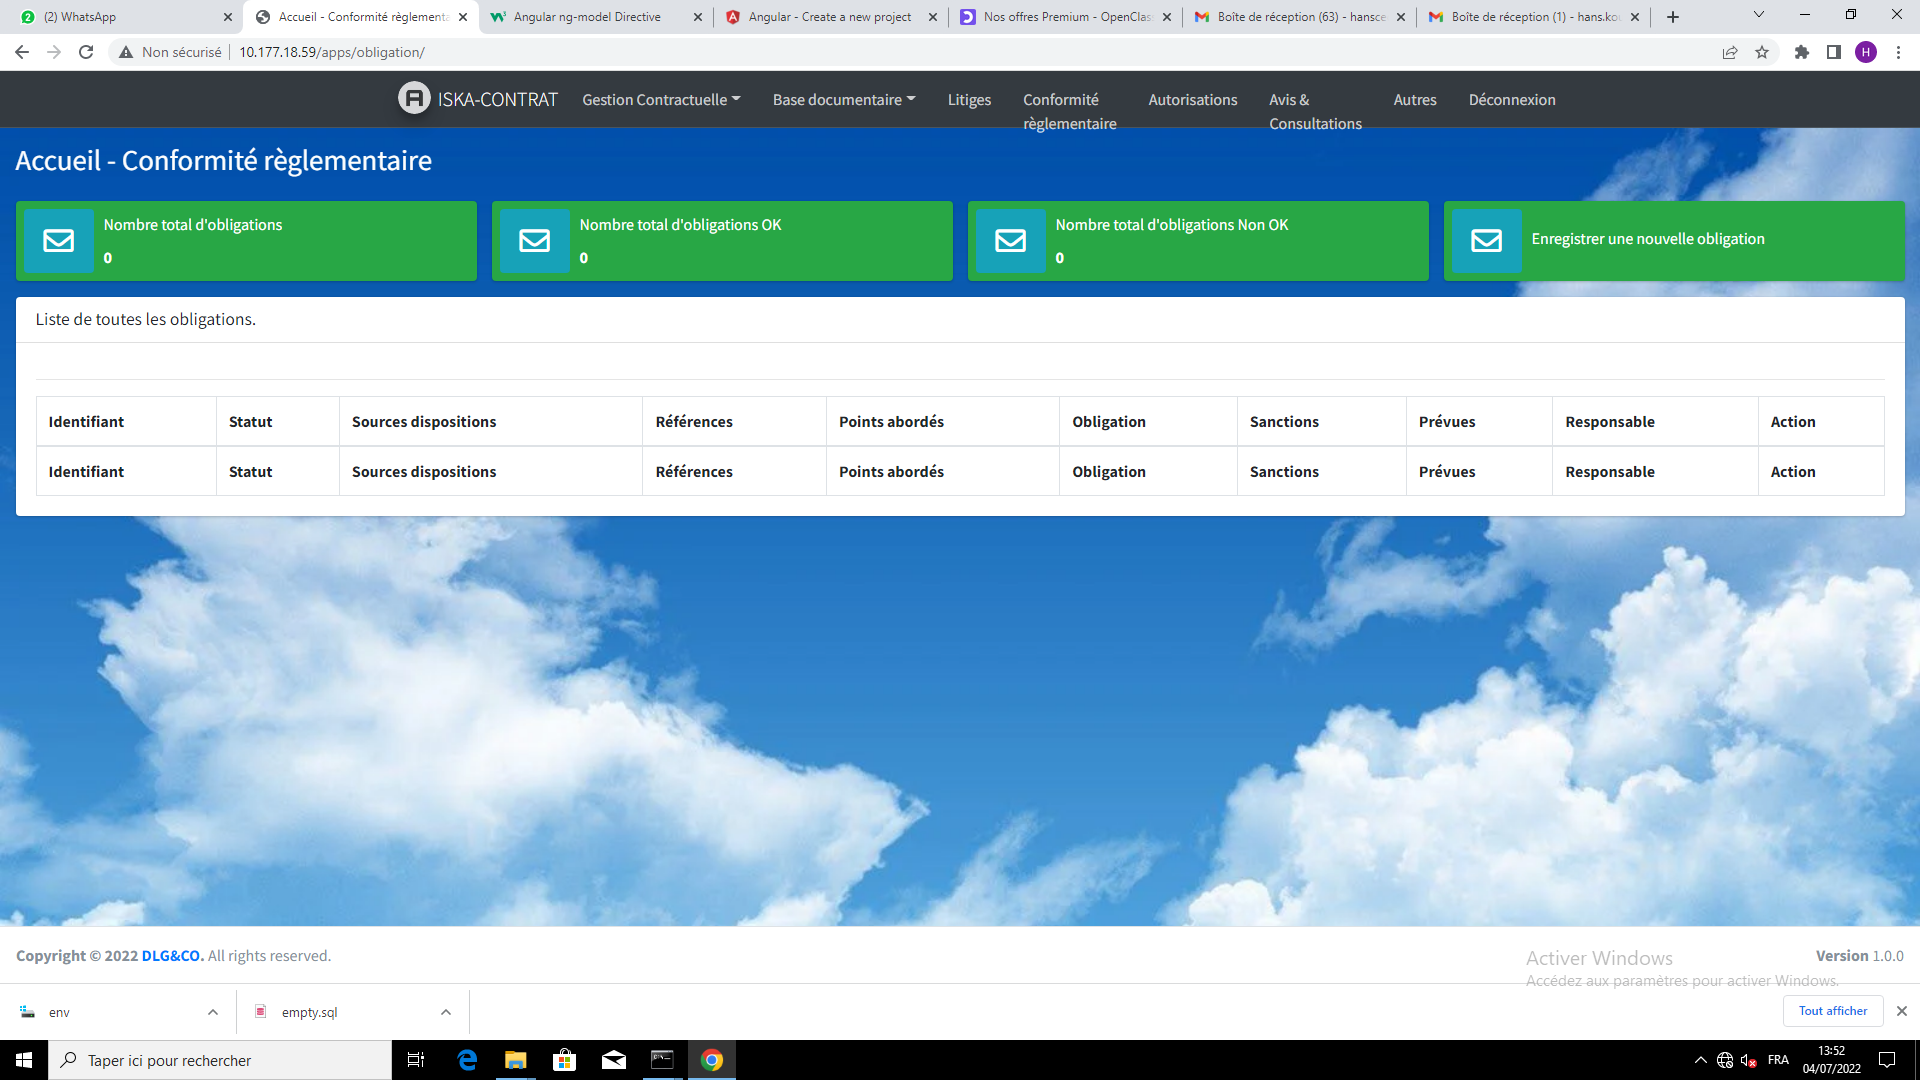 (2) WhatsApp
Accueil - Conformité règlementa
Angular ng-model Directive
Angular - Create a new project
Nos offres Premium - OpenClas
Boîte de réception (63) - hansce
Boîte de réception (1) - hans.kou
Non sécurisé
10.177.18.59/apps/obligation/
H
A
ISKA-CONTRAT
Gestion Contractuelle
Base documentaire
Litiges
Conformité
règlementaire
Autorisations
Avis &
Consultations
Autres
Déconnexion
Accueil - Conformité règlementaire
Nombre total d'obligations
0
Nombre total d'obligations OK
0
Nombre total d'obligations Non OK
0
Enregistrer une nouvelle obligation
Liste de toutes les obligations.
Identifiant Statut Sources dispositions Références Points abordés Obligation Sanctions Prévues Responsable Action
Identifiant Statut Sources dispositions Références Points abordés Obligation Sanctions Prévues Responsable Action
Copyright © 2022 DLG&CO. All rights reserved.
Version 1.0.0
Activer Windows
Accédez aux paramètres pour activer Windows.
env
empty.sql
Tout afficher
Taper ici pour rechercher
FRA
13:52
04/07/2022